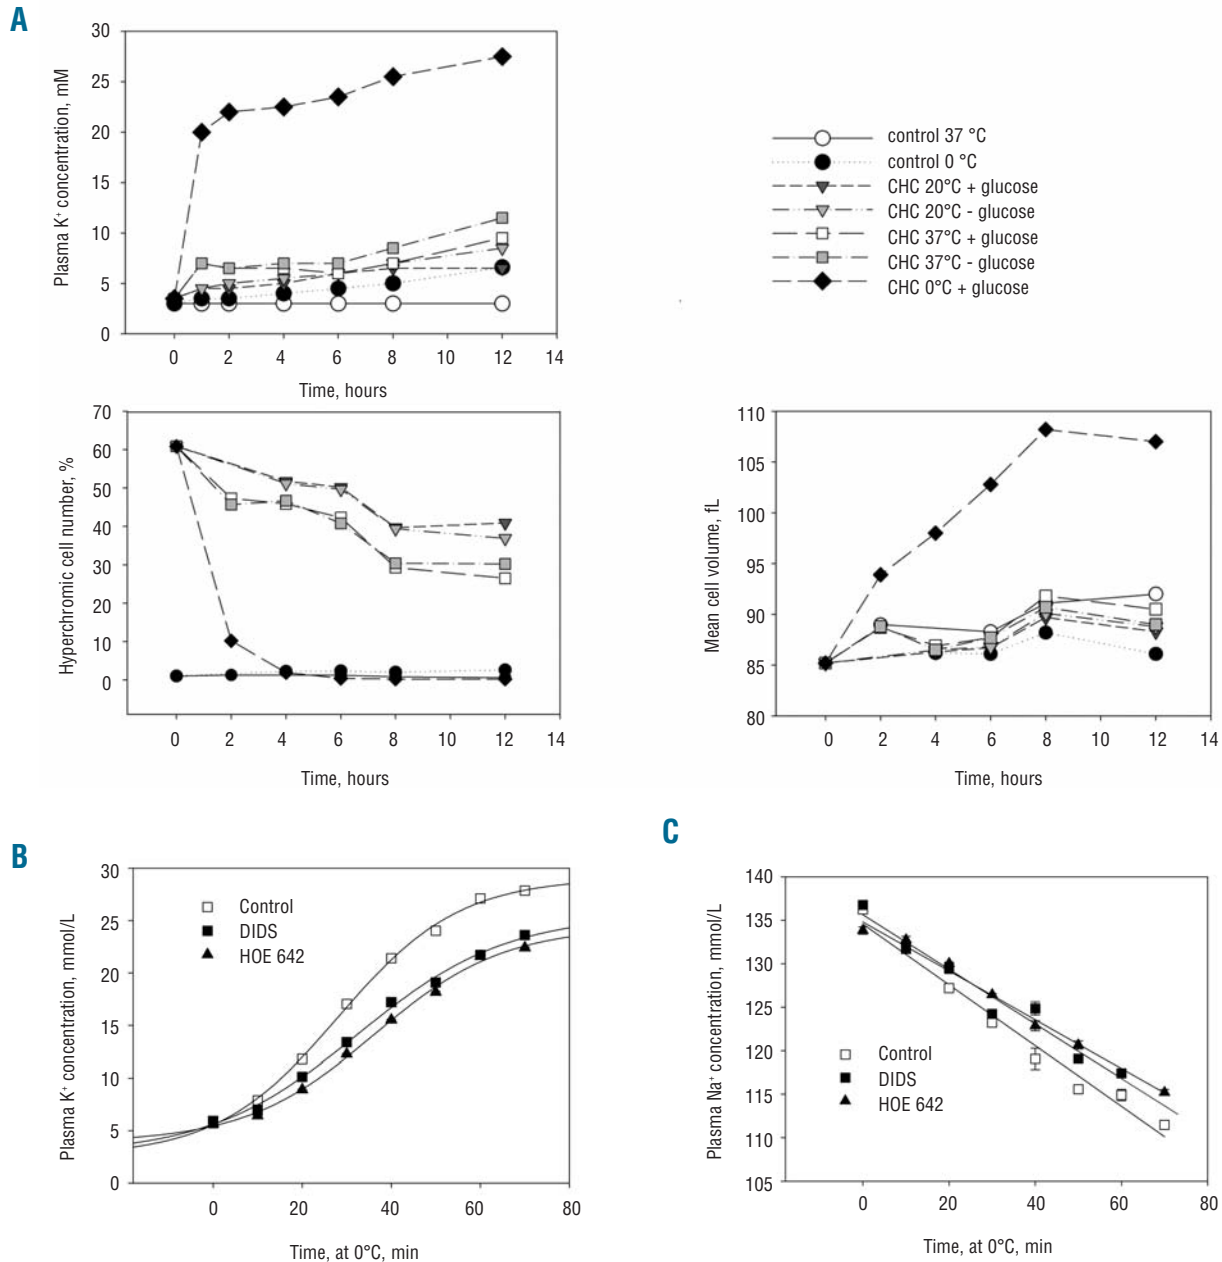 A
Plasma K⁺ concentration, mM
30
25
20
15
10
5
0
0 2 4 6 8 10 12 14
Time, hours
control 37 °C
control 0 °C
CHC 20°C + glucose
CHC 20°C - glucose
CHC 37°C + glucose
CHC 37°C - glucose
CHC 0°C + glucose
Hyperchromic cell number, %
70
60
50
40
30
20
10
0
0 2 4 6 8 10 12 14
Time, hours
Mean cell volume, fL
110
105
100
95
90
85
80
0 2 4 6 8 10 12 14
Time, hours
B
Plasma K⁺ concentration, mmol/L
30
25
20
15
10
5
0
Control
DIDS
HOE 642
0 20 40 60 80
Time, at 0°C, min
C
Plasma Na⁺ concentration, mmol/L
140
135
130
125
120
115
110
105
Control
DIDS
HOE 642
0 20 40 60 80
Time, at 0°C, min